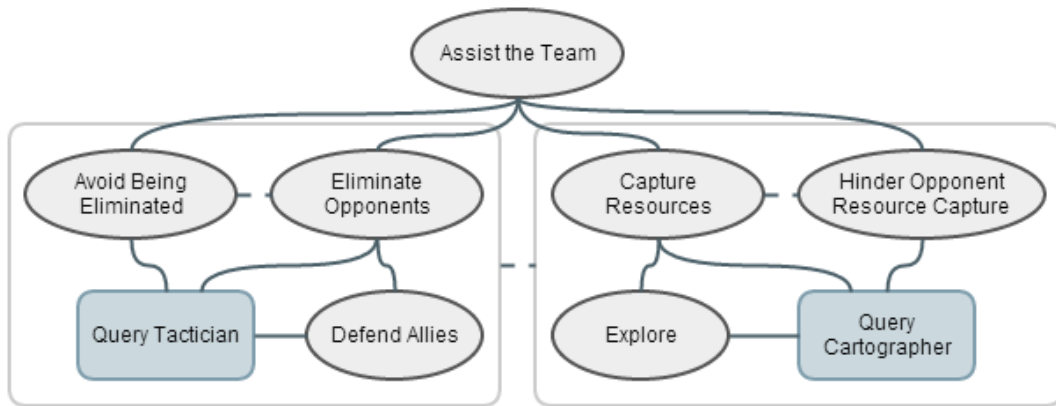 Assist the Team
Avoid Being
Eliminated
Eliminate
Opponents
Capture
Resources
Hinder Opponent
Resource Capture
Query Tactician
Defend Allies
Explore
Query
Cartographer